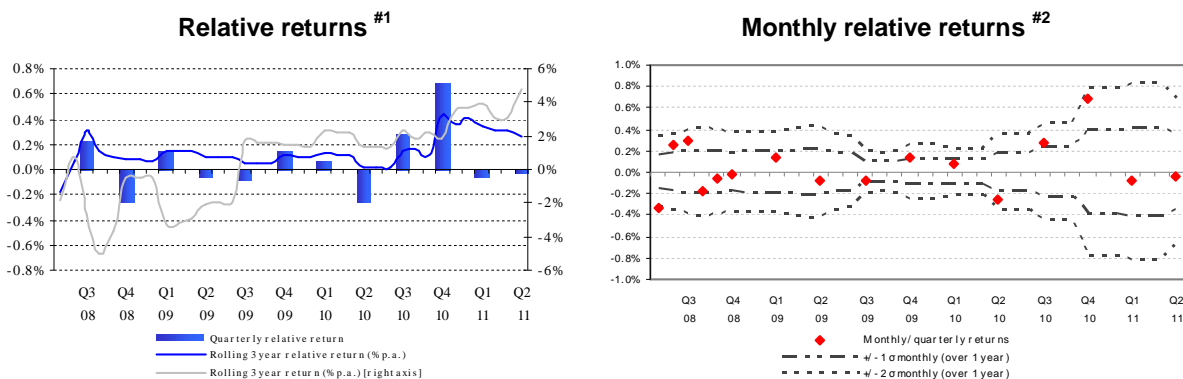 Relative returns #1
0.8%
0.6%
0.4%
0.2%
0.0%
-0.2%
-0.4%
-0.6%
-0.8%
6%
4%
2%
0%
-2%
-4%
-6%
Q3 Q4 Q1 Q2 Q3 Q4 Q1 Q2 Q3 Q4 Q1 Q2
08 08 09 09 09 09 10 10 10 10 11 11
Quarterly relative return
Rolling 3 year relative return (% p.a.)
Rolling 3 year return (% p.a.) [right axis]
Monthly relative returns #2
1.0%
0.8%
0.6%
0.4%
0.2%
0.0%
-0.2%
-0.4%
-0.6%
-0.8%
-1.0%
Q3 Q4 Q1 Q2 Q3 Q4 Q1 Q2 Q3 Q4 Q1 Q2
08 08 09 09 09 09 10 10 10 10 11 11
Monthly/ quarterly returns
+/- 1 σ monthly (over 1 year)
+/- 2 σ monthly (over 1 year)